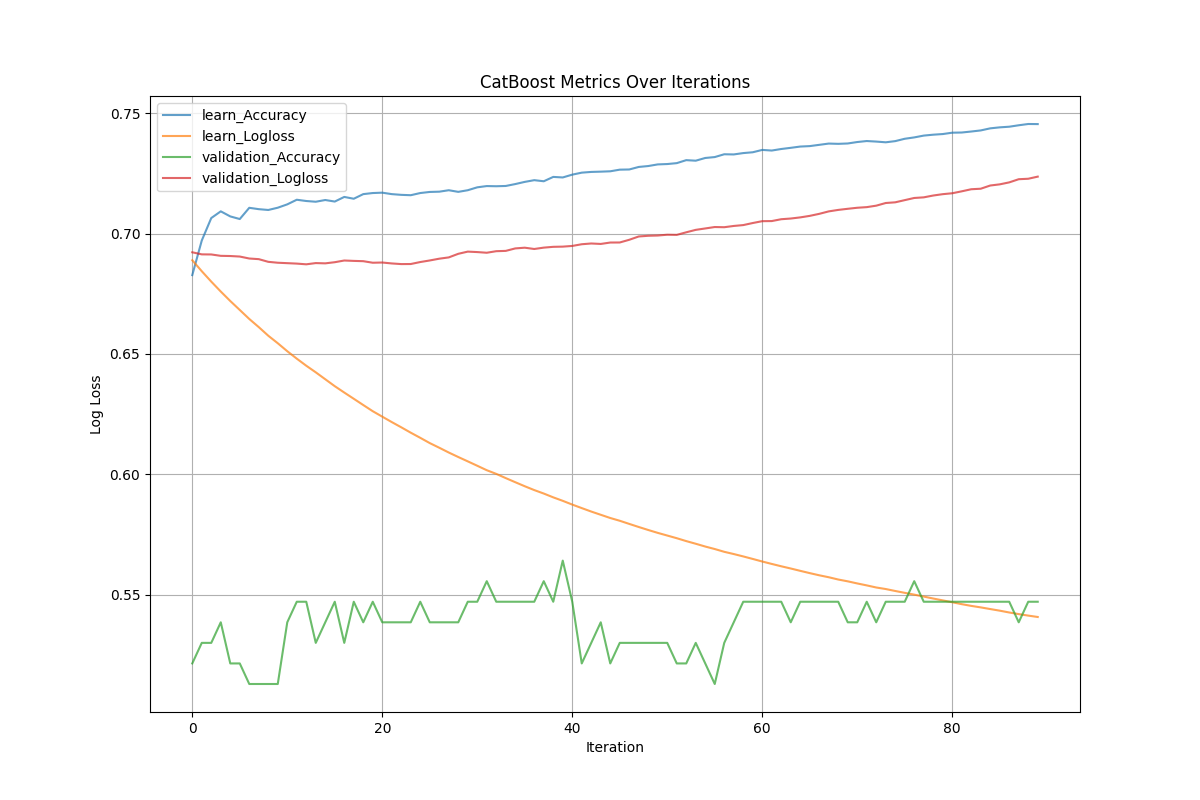 CatBoost Metrics Over Iterations
learn_Accuracy
learn_Logloss
validation_Accuracy
validation_Logloss
0.75
0.70
0.65
0.60
0.55
Log Loss
0 20 40 60 80
Iteration